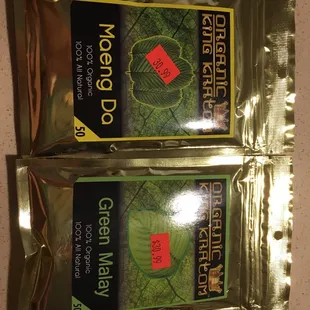 ORGANIC
KING KRATOM
30.99
Maeng Da
100% Organic
100% All Natural
50
ORGANIC
KING KRATOM
$20.99
Green Malay
100% Organic
100% All Natural